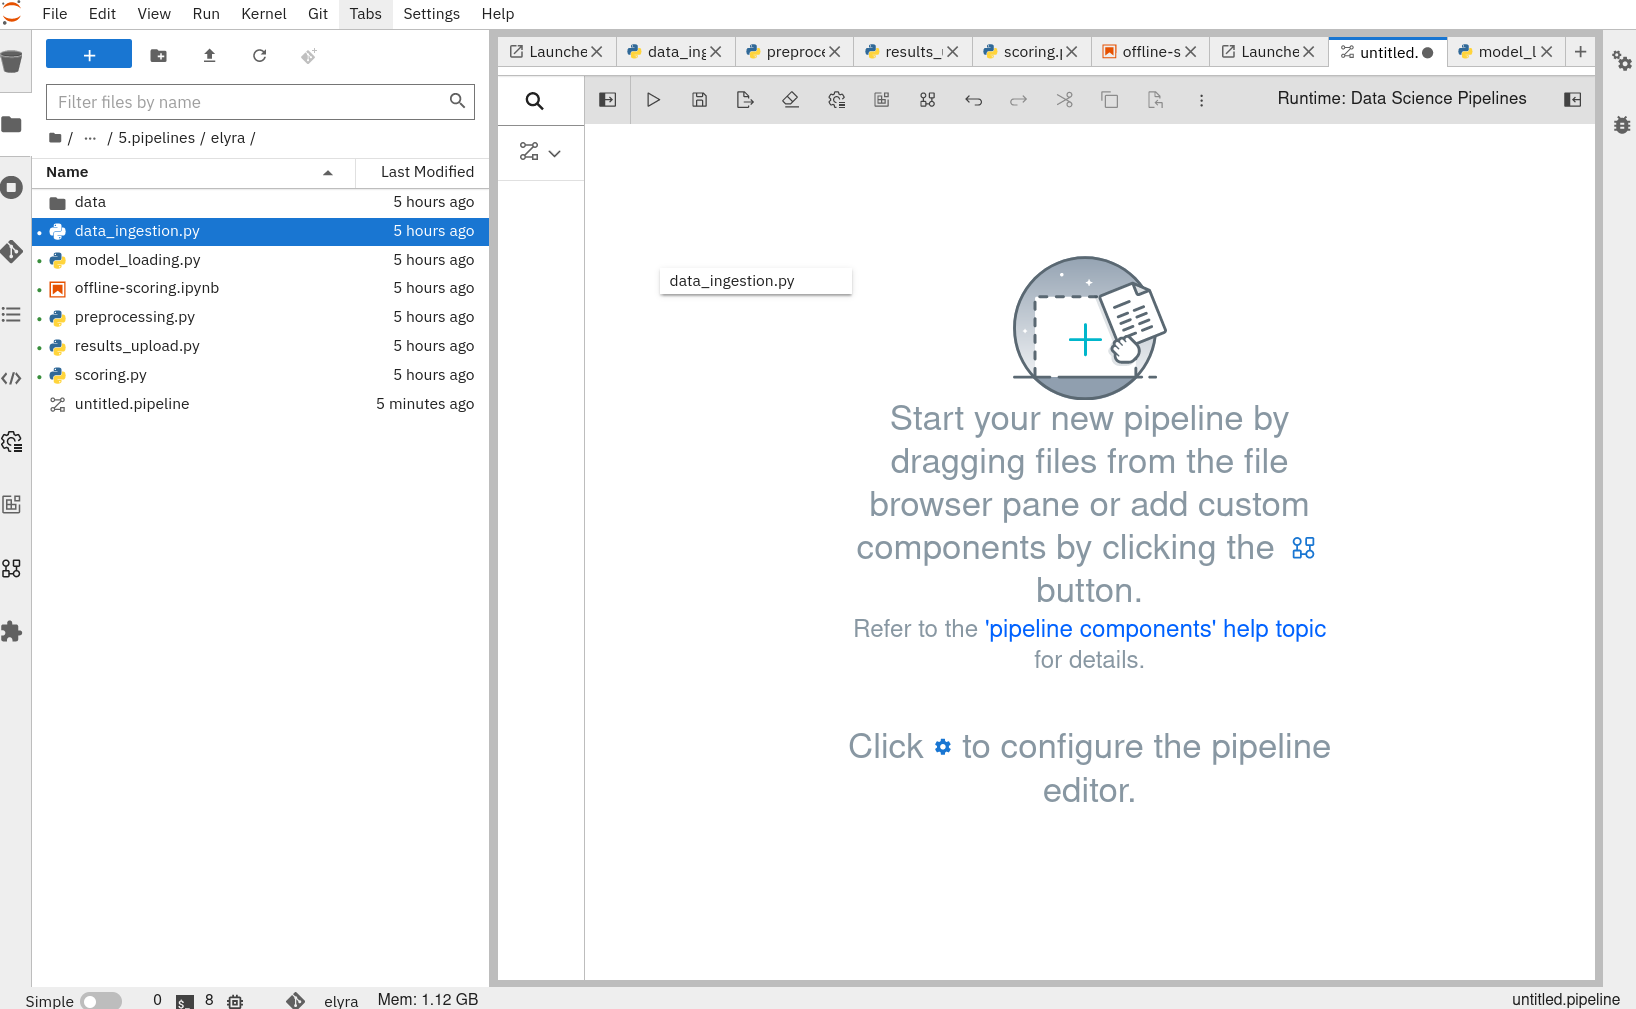 File Edit View Run Kernel Git Tabs Settings Help
Launche data_ing preproce results_ scoring.p offline-s Launche untitled. model_l
Filter files by name
/ ··· / 5.pipelines / elyra /
Runtime: Data Science Pipelines
Name Last Modified
data 5 hours ago
data_ingestion.py 5 hours ago
model_loading.py 5 hours ago
offline-scoring.ipynb 5 hours ago
preprocessing.py 5 hours ago
results_upload.py 5 hours ago
scoring.py 5 hours ago
untitled.pipeline 5 minutes ago
data_ingestion.py
Start your new pipeline by
dragging files from the file
browser pane or add custom
components by clicking the
button.
Refer to the 'pipeline components' help topic
for details.
Click to configure the pipeline
editor.
Simple 0 $_ 8 elyra Mem: 1.12 GB untitled.pipeline